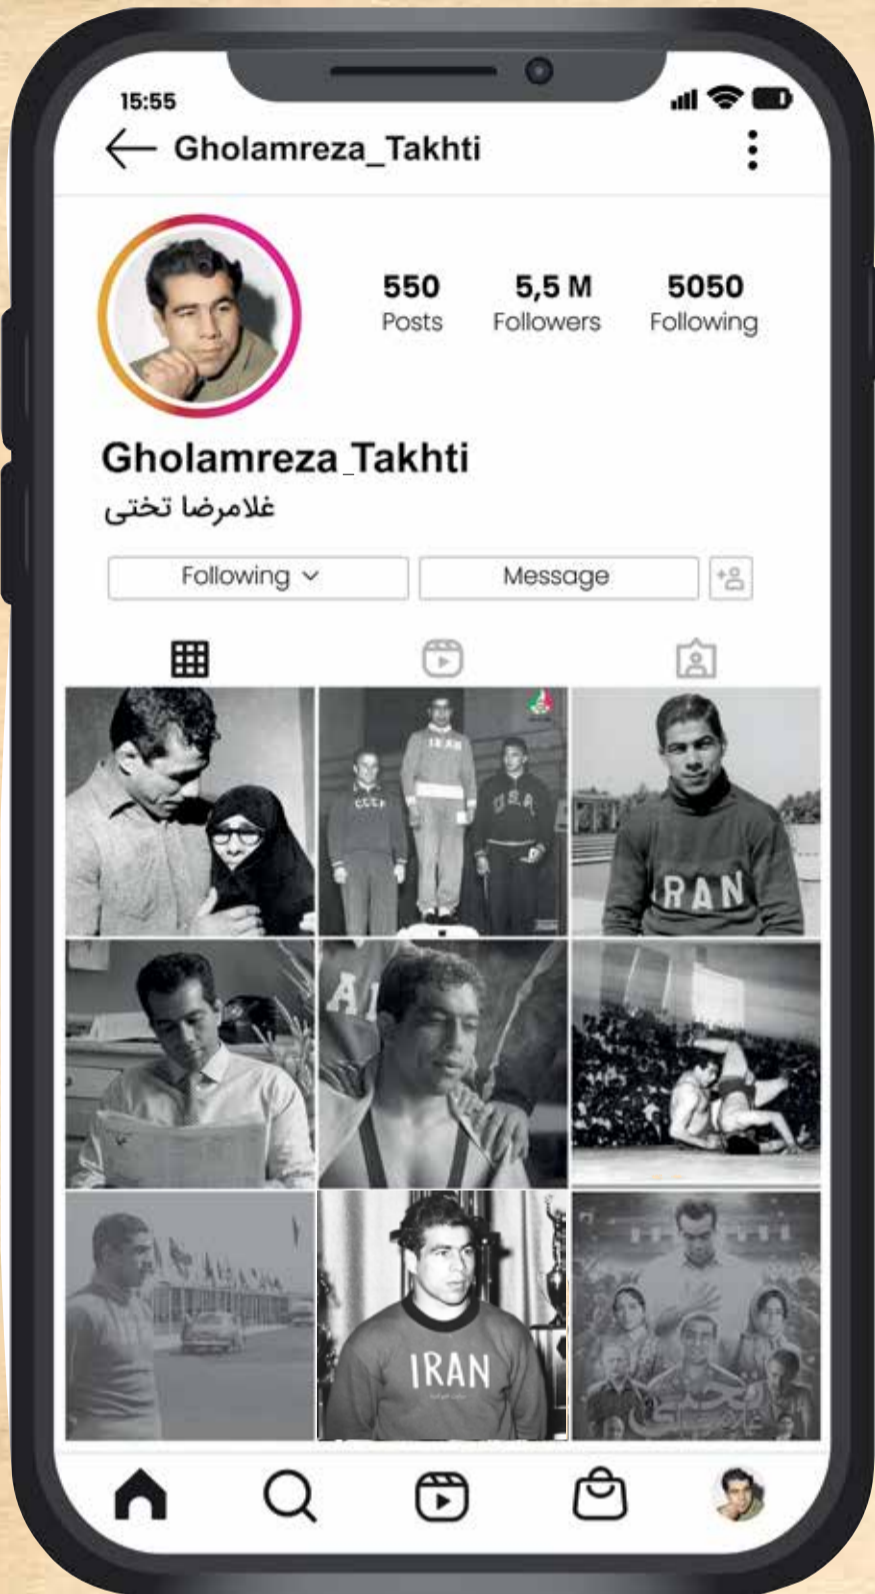 15:55
Gholamreza_Takhti
550 5,5 M 5050
Posts Followers Following
Gholamreza_Takhti
غلامرضا تختی
Following Message
IRAN
CCCP
U.S.A
IRAN
A
IRAN
تختی